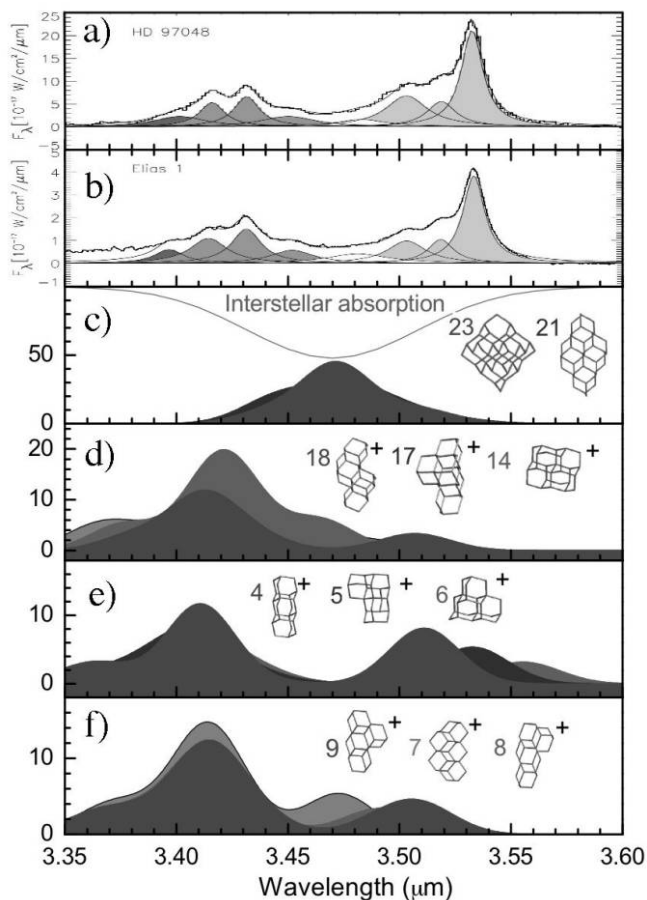 a) HD 97048
25
20
15
10
5
0
−5
F_λ[10⁻¹⁷ W/cm²/μm]
b) Elias 1
4
3
2
1
0
−1
F_λ[10⁻¹⁷ W/cm²/μm]
c) Interstellar absorption
23 21
50
0
d) 18 + 17 + 14 +
20
10
0
e) 4 + 5 + 6 +
10
0
f) 9 + 7 + 8 +
10
0
3.35 3.40 3.45 3.50 3.55 3.60
Wavelength (μm)